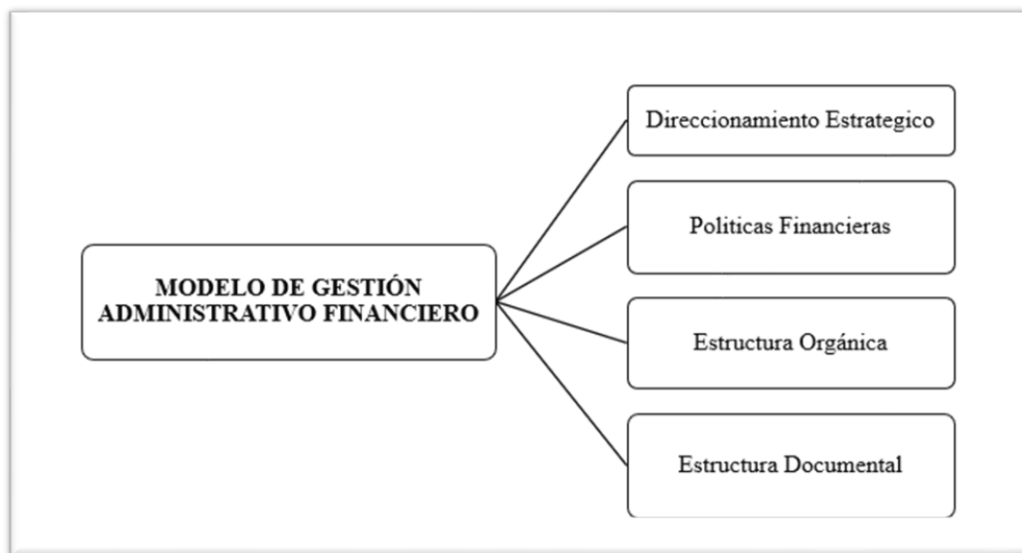 Direccionamiento Estrategico
Politicas Financieras
MODELO DE GESTIÓN
ADMINISTRATIVO FINANCIERO
Estructura Orgánica
Estructura Documental